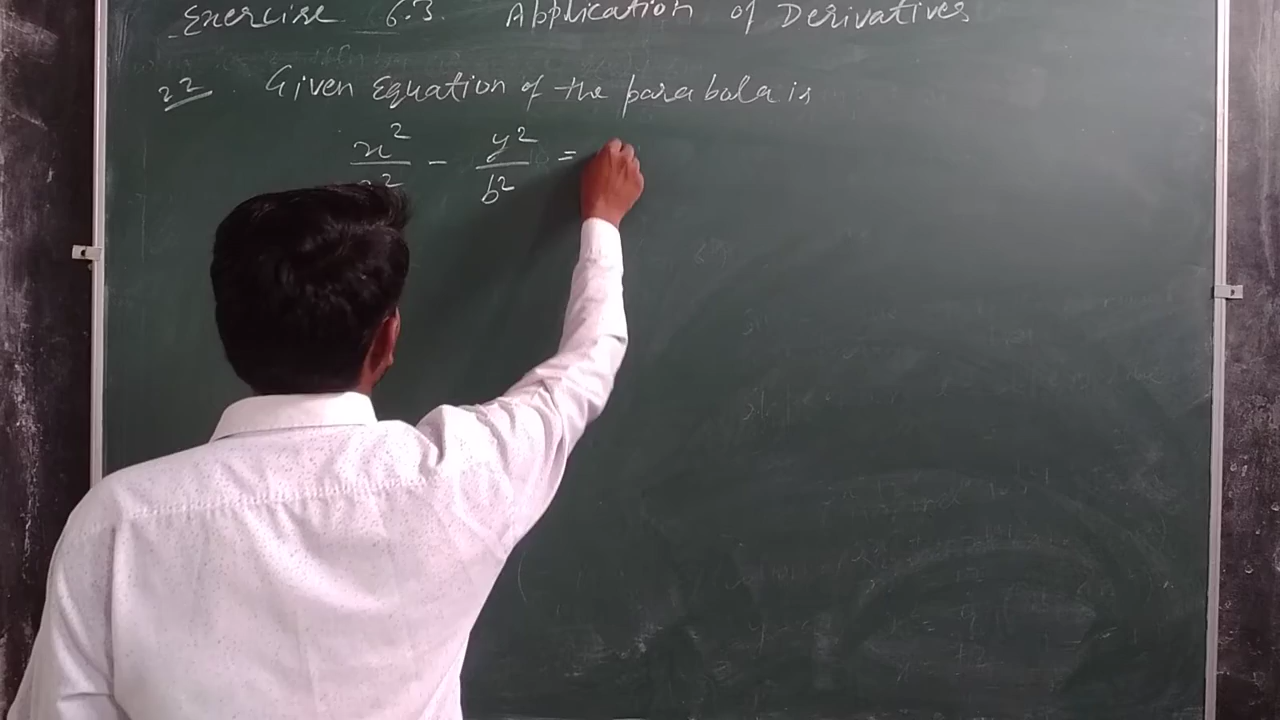 Exercise 6.3. Application of Derivatives
22. Given Equation of the parabola is
x² / a² - y² / b² =